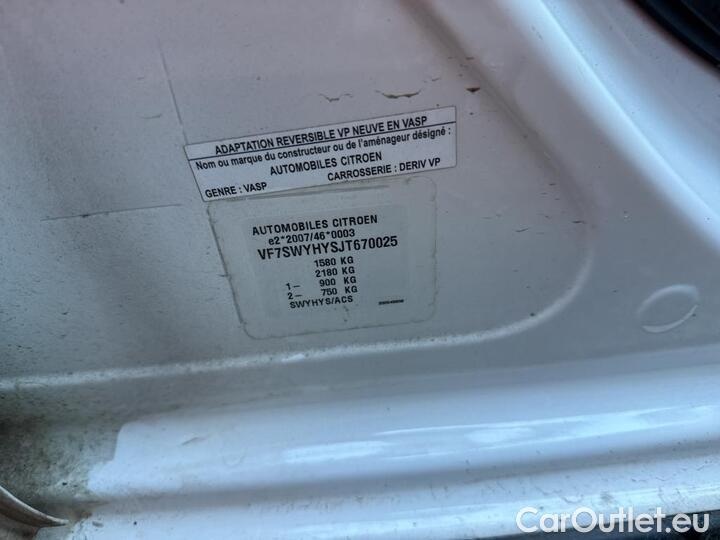 ADAPTATION REVERSIBLE VP NEUVE EN VASP
Nom ou marque du constructeur ou de l'aménageur désigné :
AUTOMOBILES CITROEN
GENRE : VASP CARROSSERIE : DERIV VP
AUTOMOBILES CITROEN
e2*2007/46*0003
VF7SWYHYSJT670025
1580 KG
2180 KG
1- 900 KG
2- 750 KG
SWYHYS/ACS
CarOutlet.eu